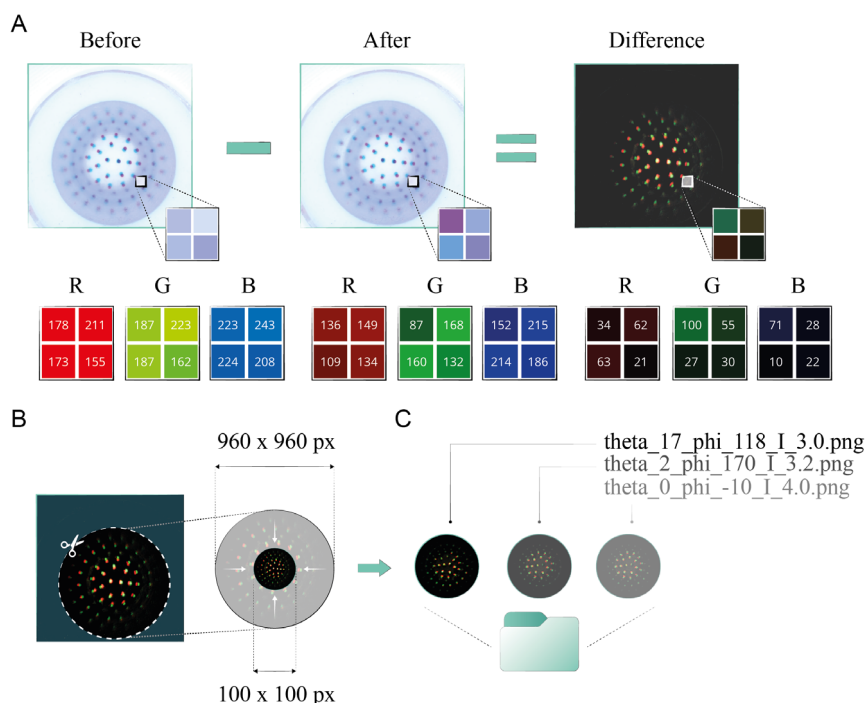 A
Before
After
Difference
R
G
B
R
G
B
R
G
B
178 211
187 223
223 243
136 149
87 168
152 215
34 62
100 55
71 28
173 155
187 162
224 208
109 134
160 132
214 186
63 21
27 30
10 22
B
960 x 960 px
100 x 100 px
C
theta_17_phi_118_I_3.0.png
theta_2_phi_170_I_3.2.png
theta_0_phi_-10_I_4.0.png